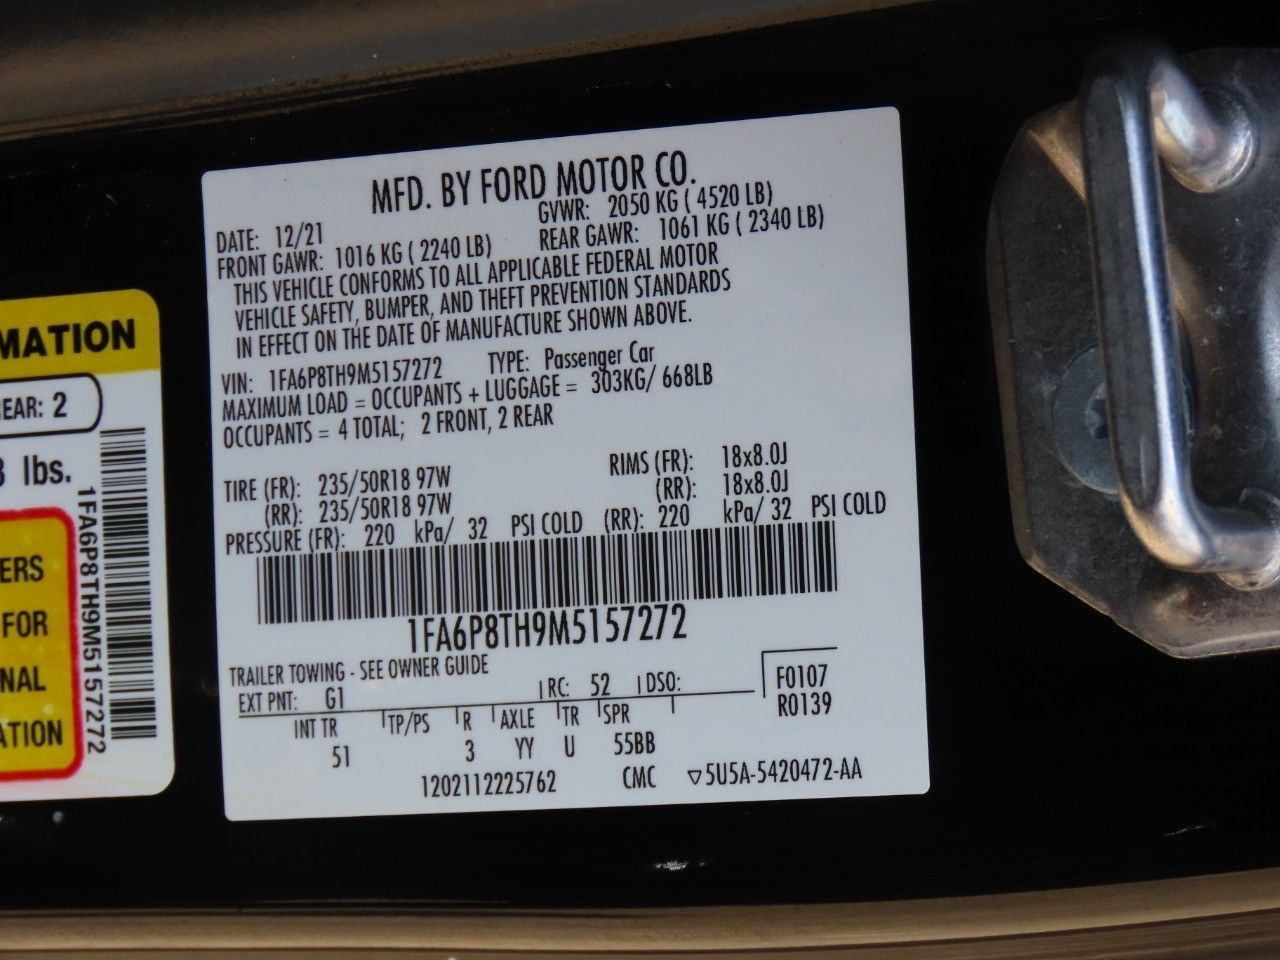 MFD. BY FORD MOTOR CO.
DATE: 12/21 GVWR: 2050 KG ( 4520 LB)
FRONT GAWR: 1016 KG ( 2240 LB) REAR GAWR: 1061 KG ( 2340 LB)
THIS VEHICLE CONFORMS TO ALL APPLICABLE FEDERAL MOTOR
VEHICLE SAFETY, BUMPER, AND THEFT PREVENTION STANDARDS
IN EFFECT ON THE DATE OF MANUFACTURE SHOWN ABOVE.
VIN: 1FA6P8TH9M5157272 TYPE: Passenger Car
MAXIMUM LOAD = OCCUPANTS + LUGGAGE = 303KG/ 668LB
OCCUPANTS = 4 TOTAL; 2 FRONT, 2 REAR
TIRE (FR): 235/50R18 97W RIMS (FR): 18x8.0J
(RR): 235/50R18 97W (RR): 18x8.0J
PRESSURE (FR): 220 kPa/ 32 PSI COLD (RR): 220 kPa/ 32 PSI COLD
1FA6P8TH9M5157272
TRAILER TOWING - SEE OWNER GUIDE
EXT PNT: G1 RC: 52 DSO: F0107
R0139
INT TR TP/PS R AXLE TR SPR
51 3 YY U 55BB
1202112225762 CMC ▽5U5A-5420472-AA
MATION
EAR: 2
lbs.
1FA6P8TH9M5157272
ERS
FOR
NAL
ATION